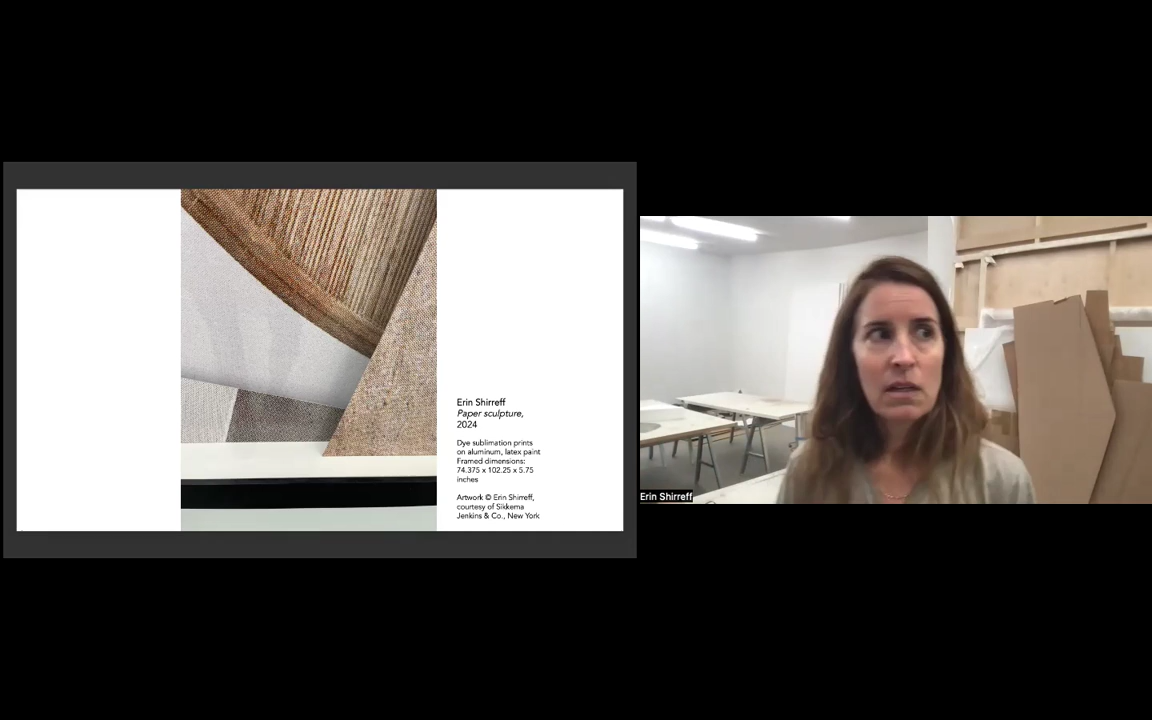 Erin Shirreff
Paper sculpture,
2024
Dye sublimation prints
on aluminum, latex paint
Framed dimensions:
74.375 x 102.25 x 5.75
inches
Artwork © Erin Shirreff,
courtesy of Sikkema
Jenkins & Co., New York
Erin Shirreff